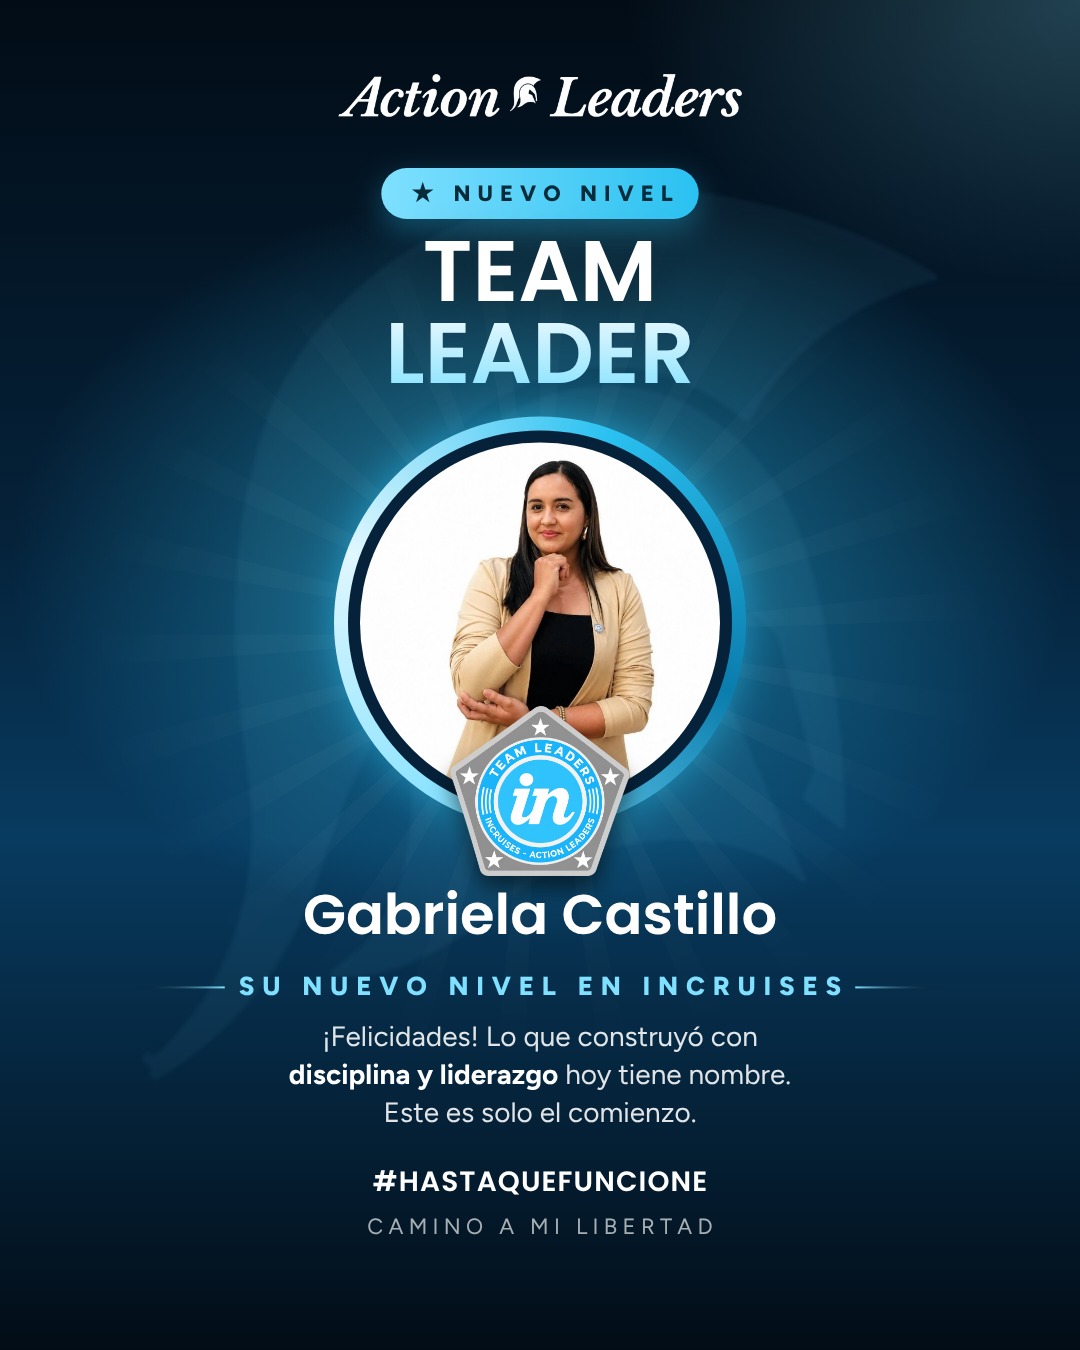 Action Leaders
★ NUEVO NIVEL
TEAM
LEADER
TEAM LEADERS
in
INCRUISES - ACTION LEADERS
Gabriela Castillo
SU NUEVO NIVEL EN INCRUISES
¡Felicidades! Lo que construyó con
disciplina y liderazgo hoy tiene nombre.
Este es solo el comienzo.
#HASTAQUEFUNCIONE
CAMINO A MI LIBERTAD